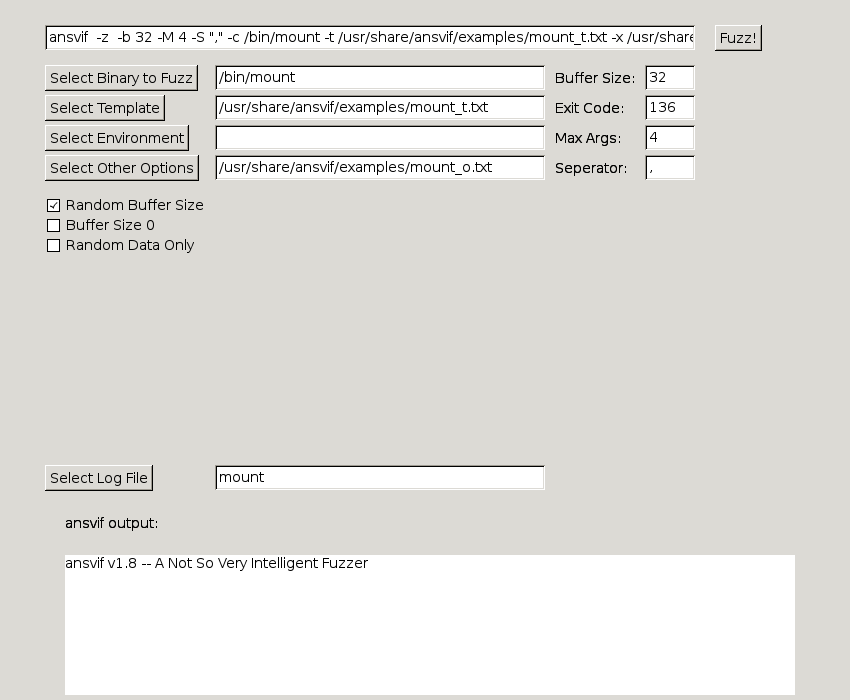 ansvif  -z  -b 32 -M 4 -S "," -c /bin/mount -t /usr/share/ansvif/examples/mount_t.txt -x /usr/share
Fuzz!
Select Binary to Fuzz /bin/mount Buffer Size: 32
Select Template /usr/share/ansvif/examples/mount_t.txt Exit Code: 136
Select Environment Max Args: 4
Select Other Options /usr/share/ansvif/examples/mount_o.txt Seperator: ,
Random Buffer Size
Buffer Size 0
Random Data Only
Select Log File mount
ansvif output:
ansvif v1.8 -- A Not So Very Intelligent Fuzzer